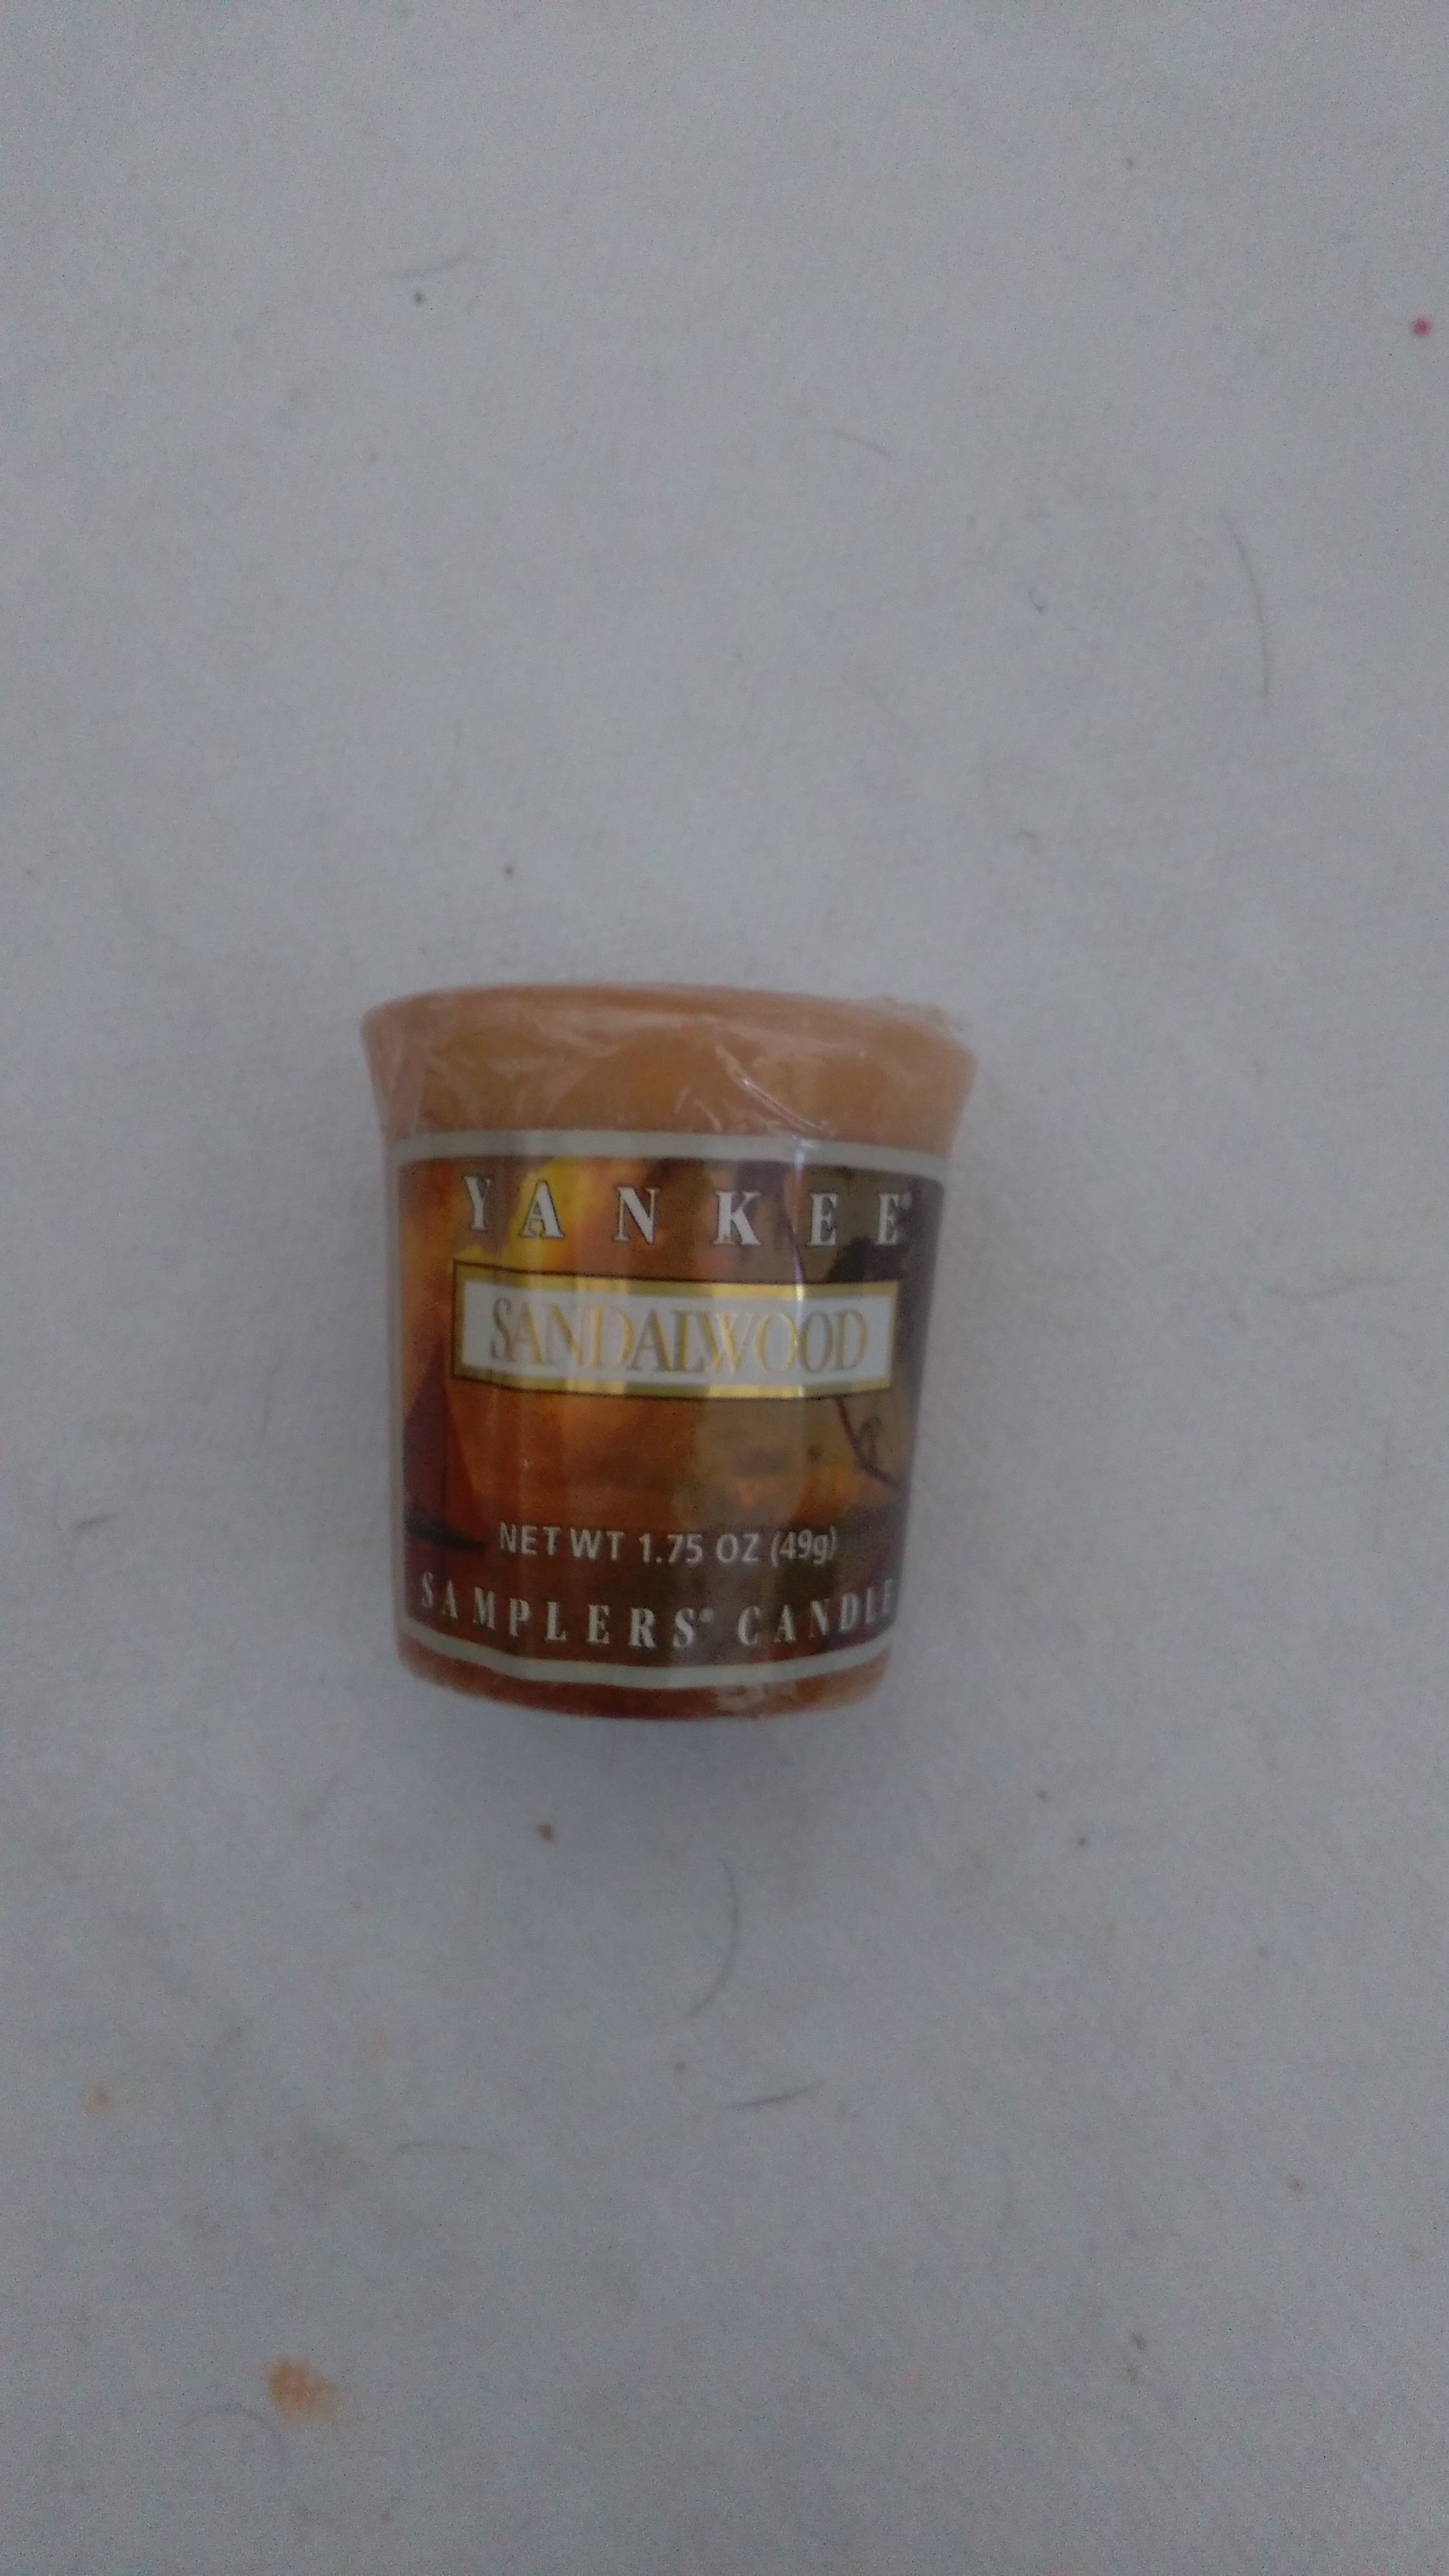 YANKEE®
SANDALWOOD
NET WT 1.75 OZ (49g)
SAMPLERS® CANDLE